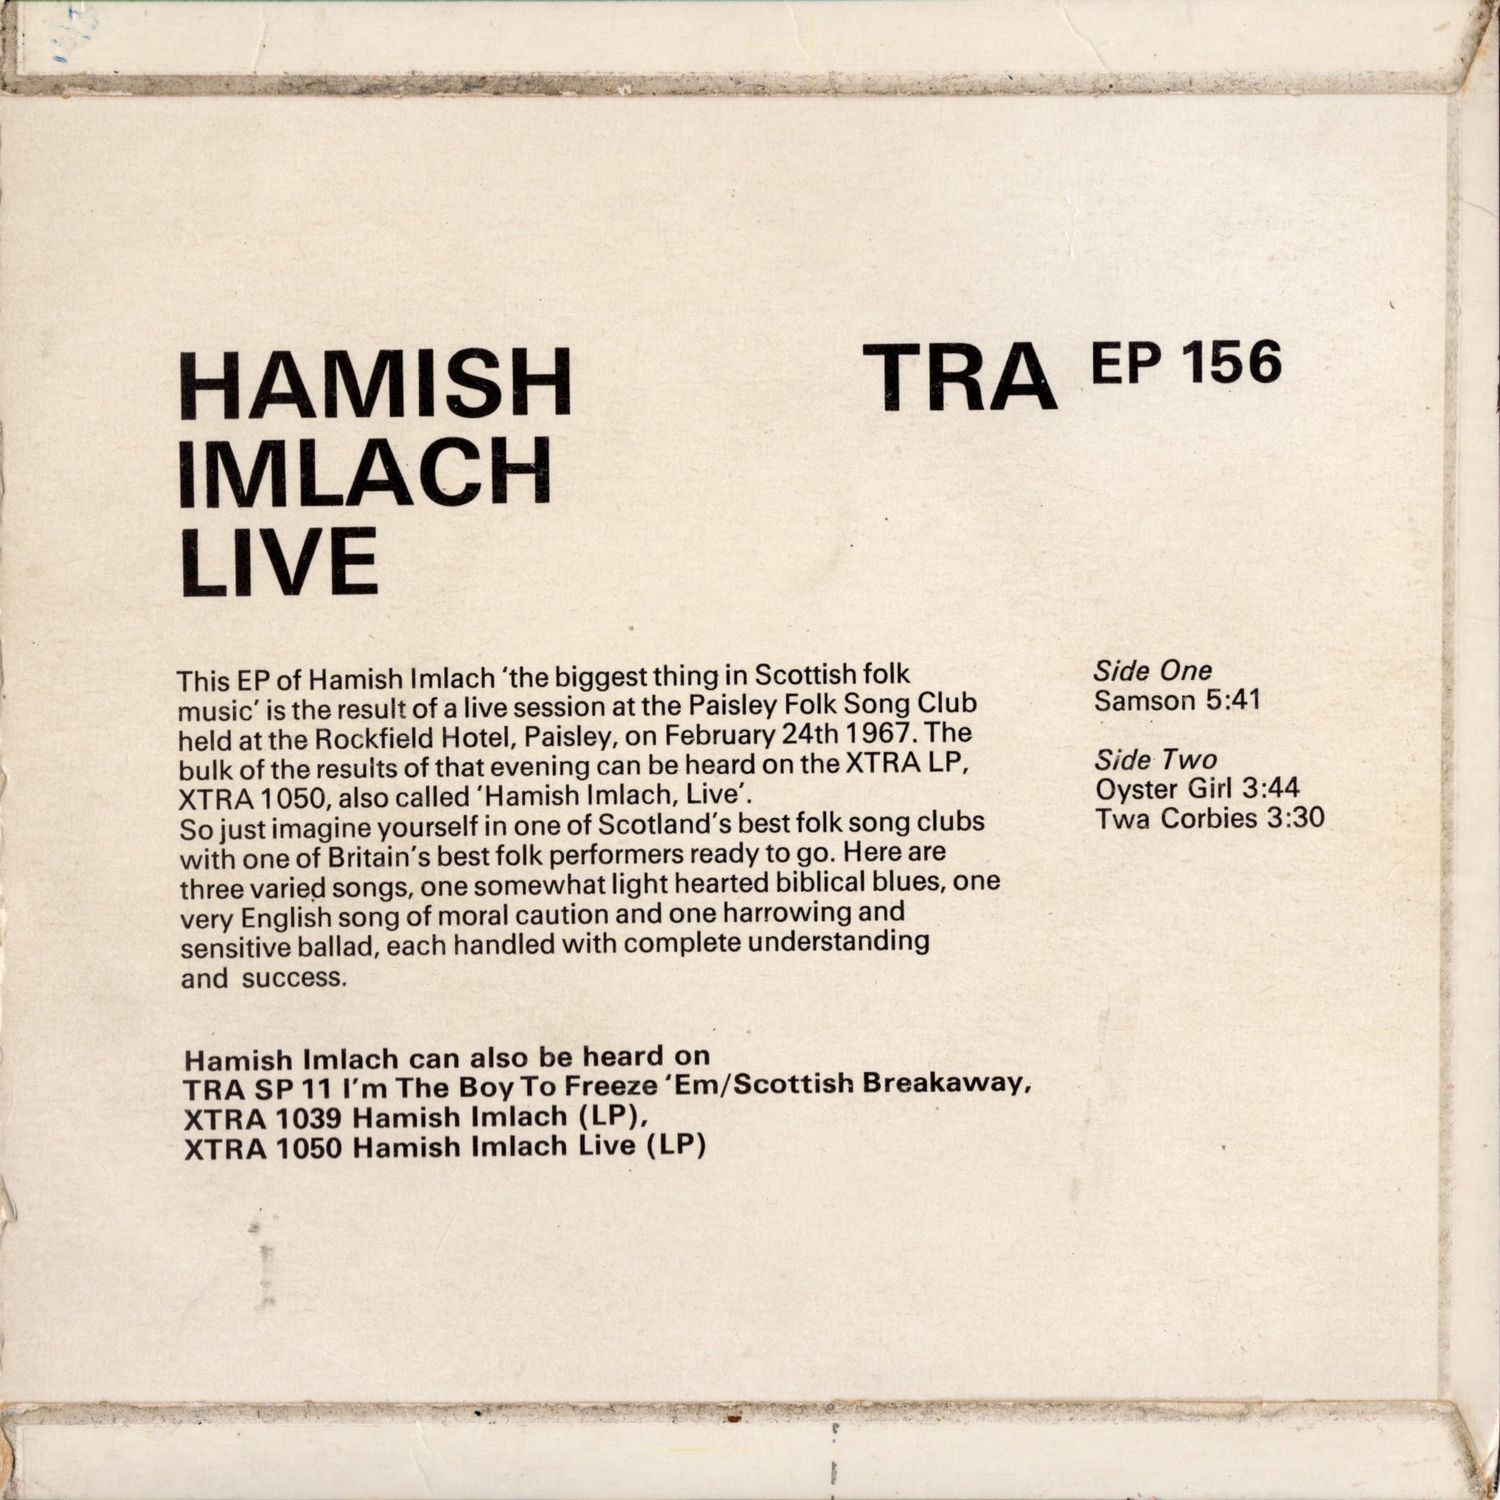 HAMISH
IMLACH
LIVE
TRA EP 156
This EP of Hamish Imlach ‘the biggest thing in Scottish folk
music’ is the result of a live session at the Paisley Folk Song Club
held at the Rockfield Hotel, Paisley, on February 24th 1967. The
bulk of the results of that evening can be heard on the XTRA LP,
XTRA 1050, also called ‘Hamish Imlach, Live’.
So just imagine yourself in one of Scotland’s best folk song clubs
with one of Britain’s best folk performers ready to go. Here are
three varied songs, one somewhat light hearted biblical blues, one
very English song of moral caution and one harrowing and
sensitive ballad, each handled with complete understanding
and success.
Side One
Samson 5:41
Side Two
Oyster Girl 3:44
Twa Corbies 3:30
Hamish Imlach can also be heard on
TRA SP 11 I’m The Boy To Freeze ‘Em/Scottish Breakaway,
XTRA 1039 Hamish Imlach (LP),
XTRA 1050 Hamish Imlach Live (LP)